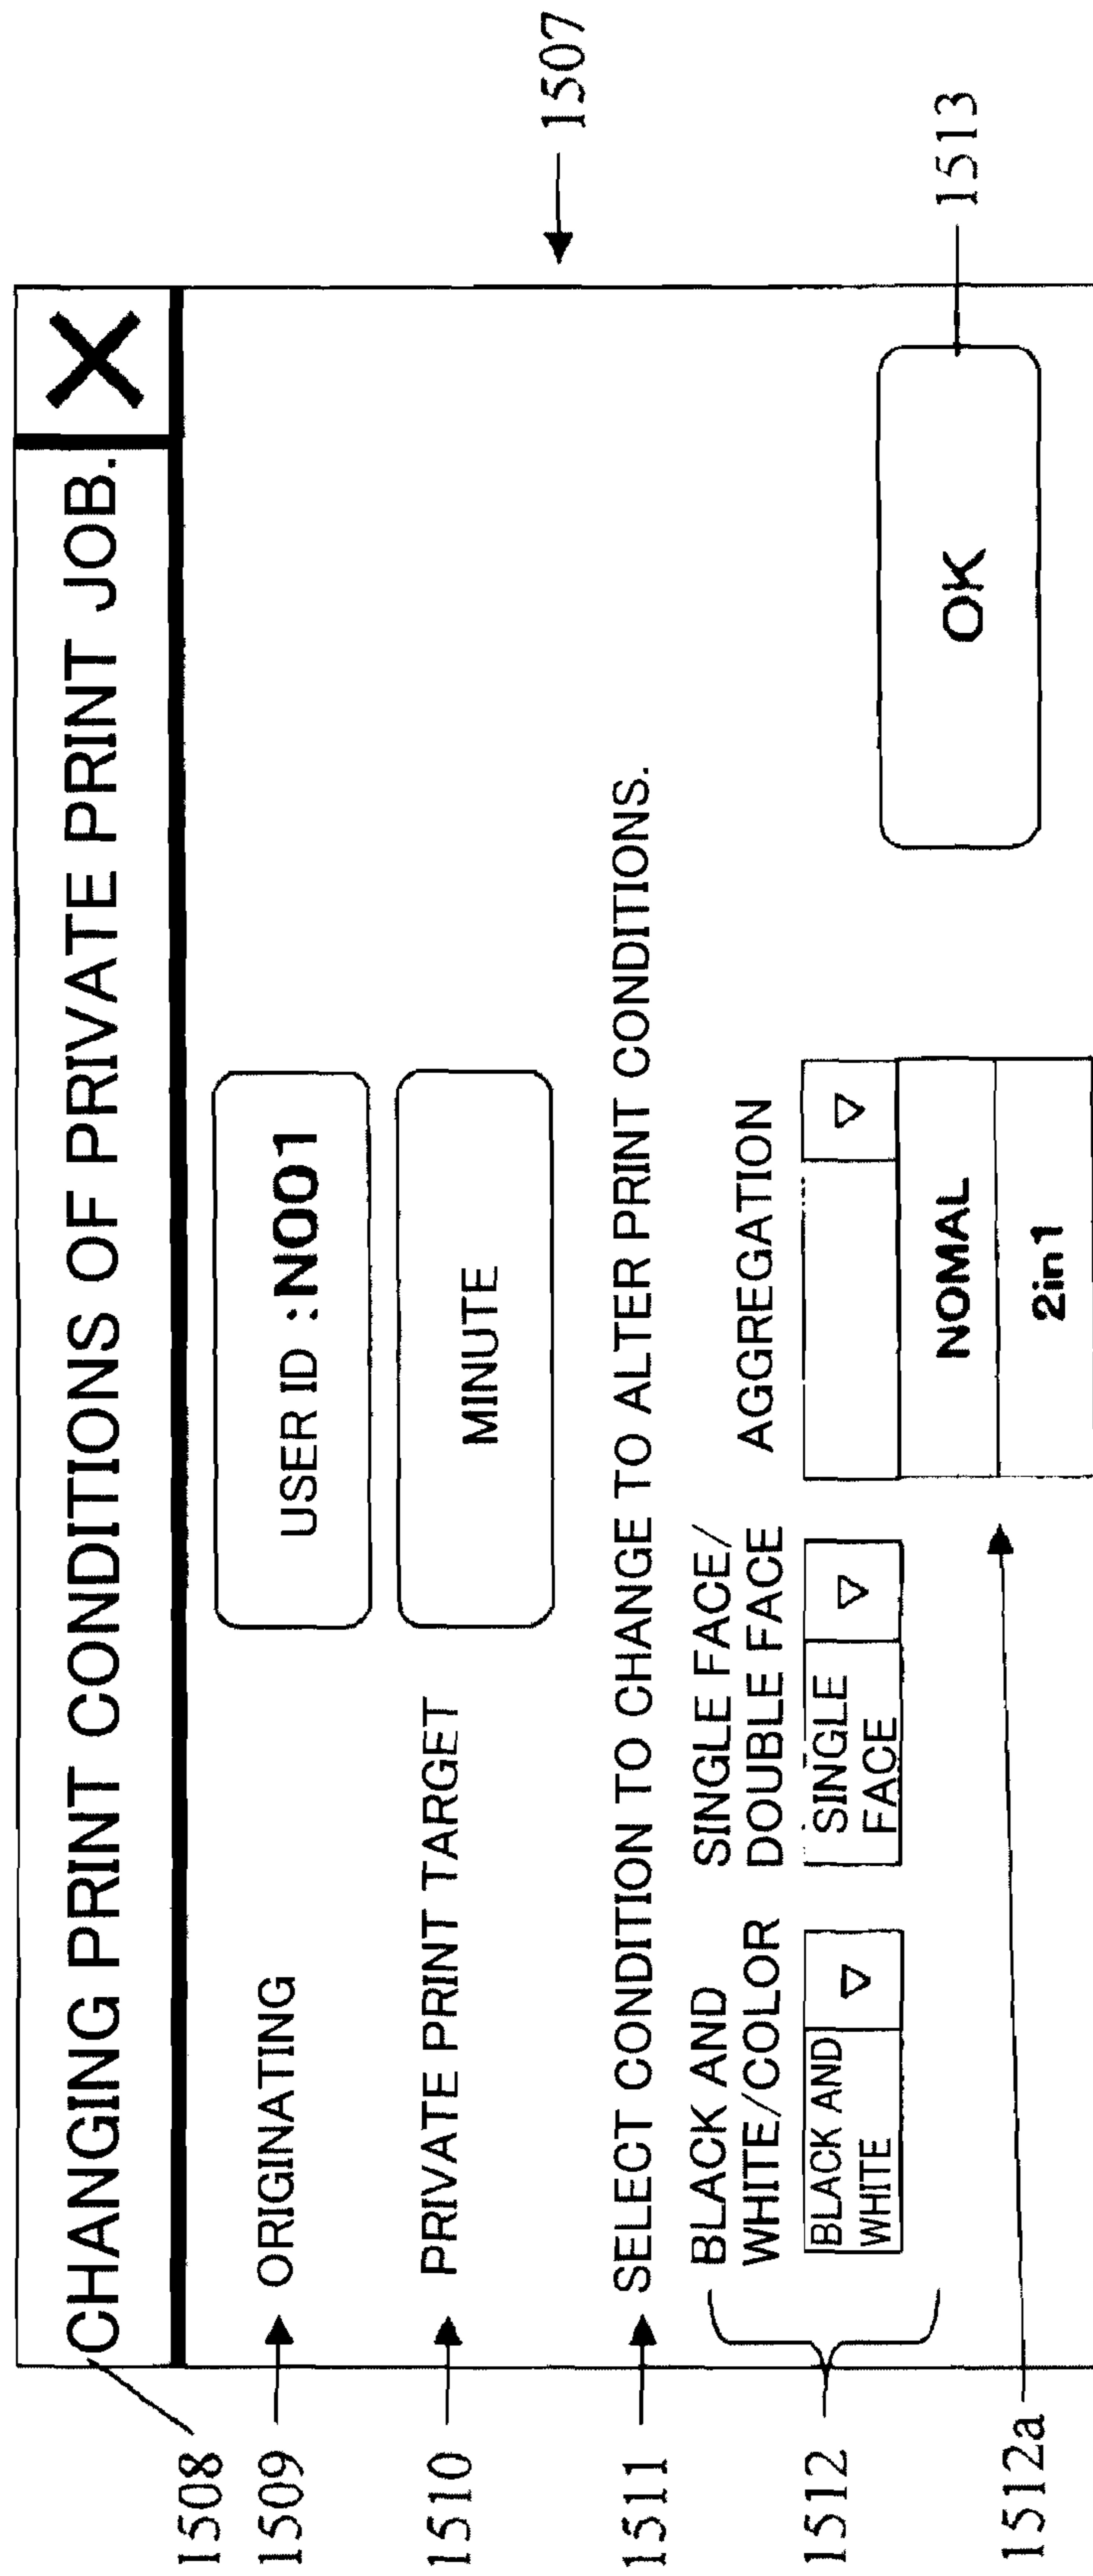 CHANGING PRINT CONDITIONS OF PRIVATE PRINT JOB. X
1508
1509 ORIGINATING USER ID :N001
1507
1510 PRIVATE PRINT TARGET MINUTE
1511 SELECT CONDITION TO CHANGE TO ALTER PRINT CONDITIONS.
BLACK AND WHITE/COLOR
SINGLE FACE/ DOUBLE FACE
AGGREGATION
1512
BLACK AND WHITE ▽
SINGLE FACE ▽
▽
NOMAL
2in1
1512a
OK
1513